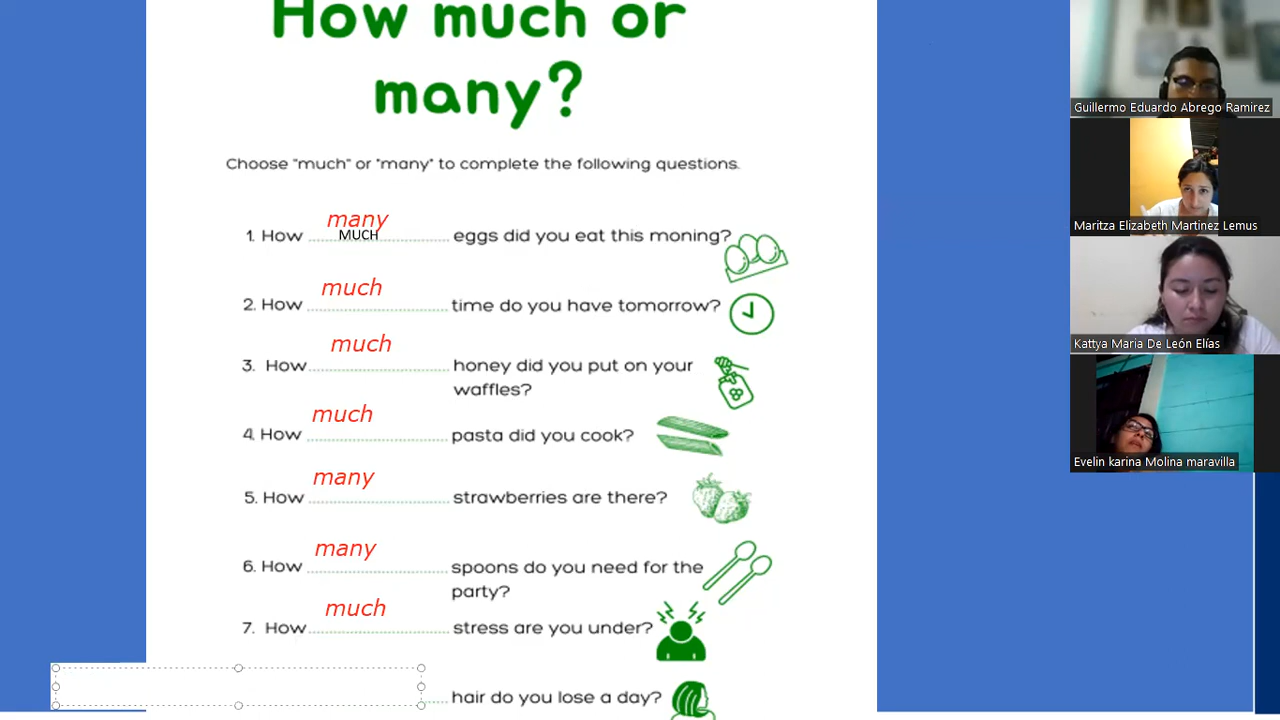 How much or
many?
Choose "much" or "many" to complete the following questions.
many
1. How MUCH eggs did you eat this moning?
much
2. How time do you have tomorrow?
much
3. How honey did you put on your
waffles?
much
4. How pasta did you cook?
many
5. How strawberries are there?
many
6. How spoons do you need for the
party?
much
7. How stress are you under?
hair do you lose a day?
Guillermo Eduardo Abrego Ramirez
Maritza Elizabeth Martinez Lemus
Kattya Maria De León Elías
Evelin karina Molina maravilla